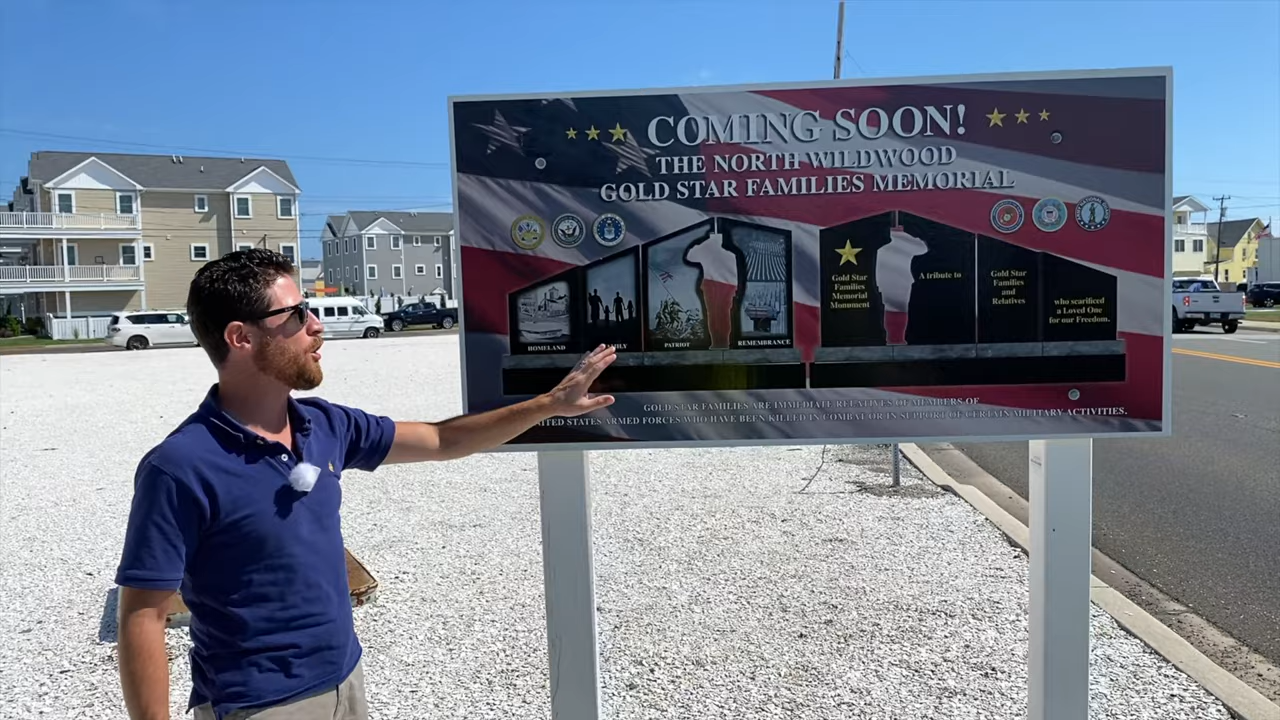 COMING SOON!
THE NORTH WILDWOOD
GOLD STAR FAMILIES MEMORIAL
HOMELAND
PATRIOT
REMEMBRANCE
Gold Star
Families
Memorial
Monument
A tribute to
Gold Star
Families
and
Relatives
who scarificed
a Loved One
for our Freedom.
GOLD STAR FAMILIES ARE IMMEDIATE RELATIVES OF MEMBERS OF
UNITED STATES ARMED FORCES WHO HAVE BEEN KILLED IN COMBAT OR IN SUPPORT OF CERTAIN MILITARY ACTIVITIES.